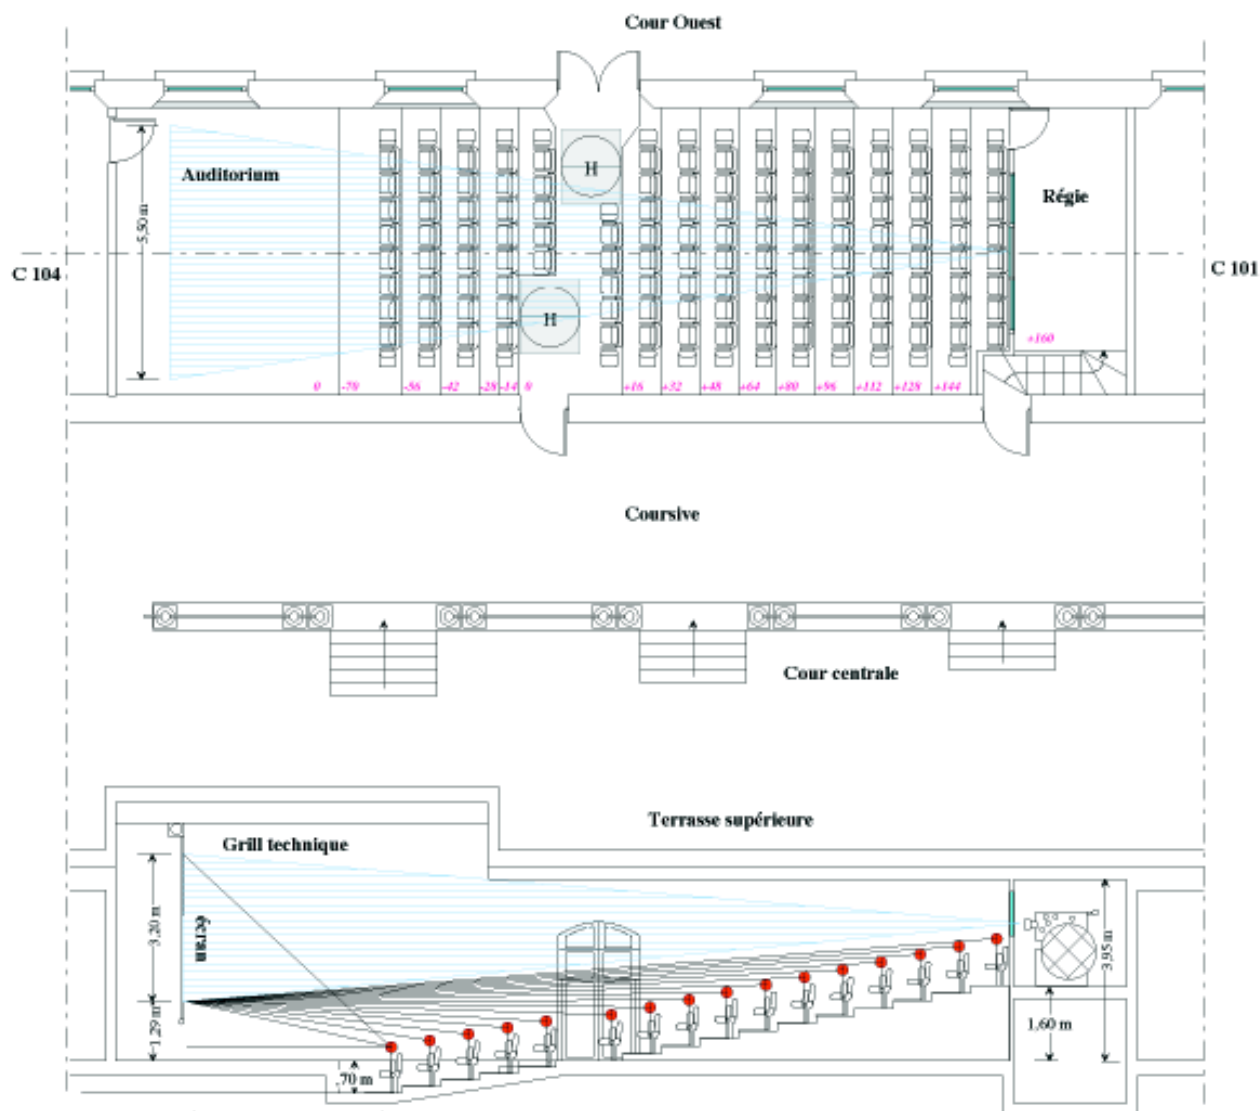 Cour Ouest
Auditorium
H
Régie
5,50 m
C 104
C 101
H
+160
0 -70 -56 -42 -28 -14 0 +16 +32 +48 +64 +80 +96 +112 +128 +144
Coursive
Cour centrale
Terrasse supérieure
Grill technique
3,20 m
écran
3,95 m
1,29 m
1,60 m
,70 m